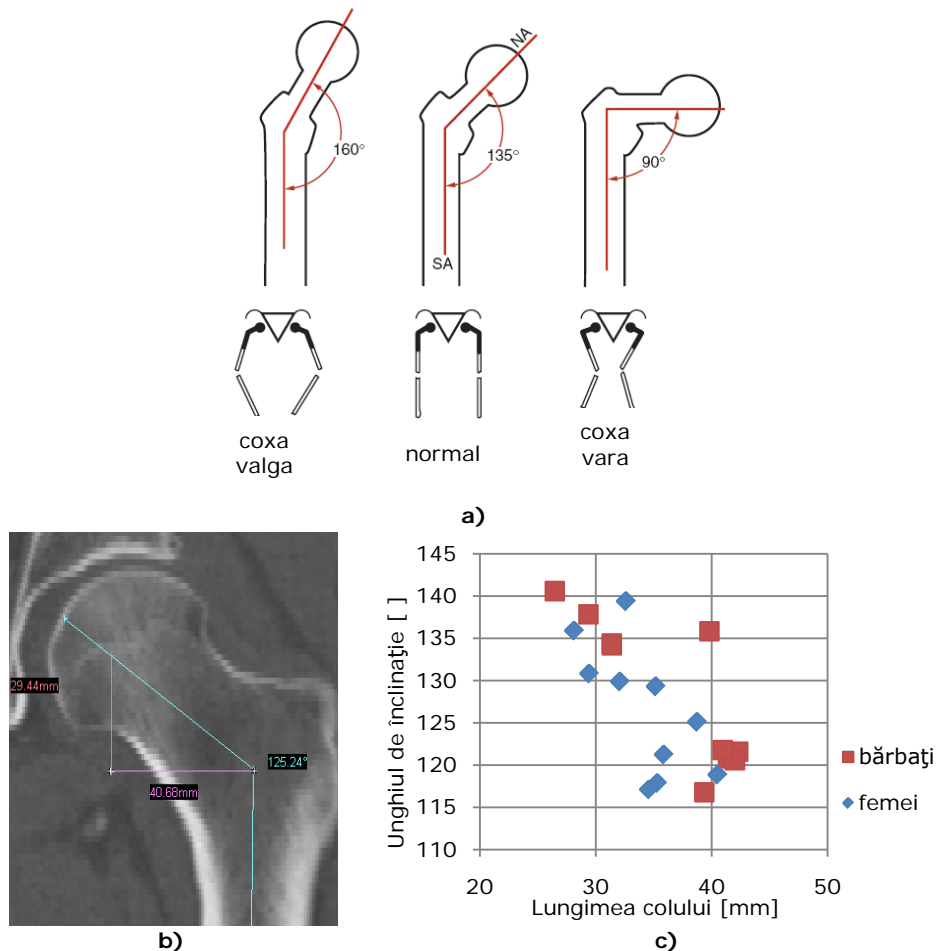 NA
160°
135°
90°
SA
coxa
valga
normal
coxa
vara
a)
29.44mm
125.24°
40.68mm
b)
145
140
135
130
125
120
115
110
Unghiul de înclinaţie [ ]
20
30
40
50
Lungimea colului [mm]
bărbaţi
femei
c)